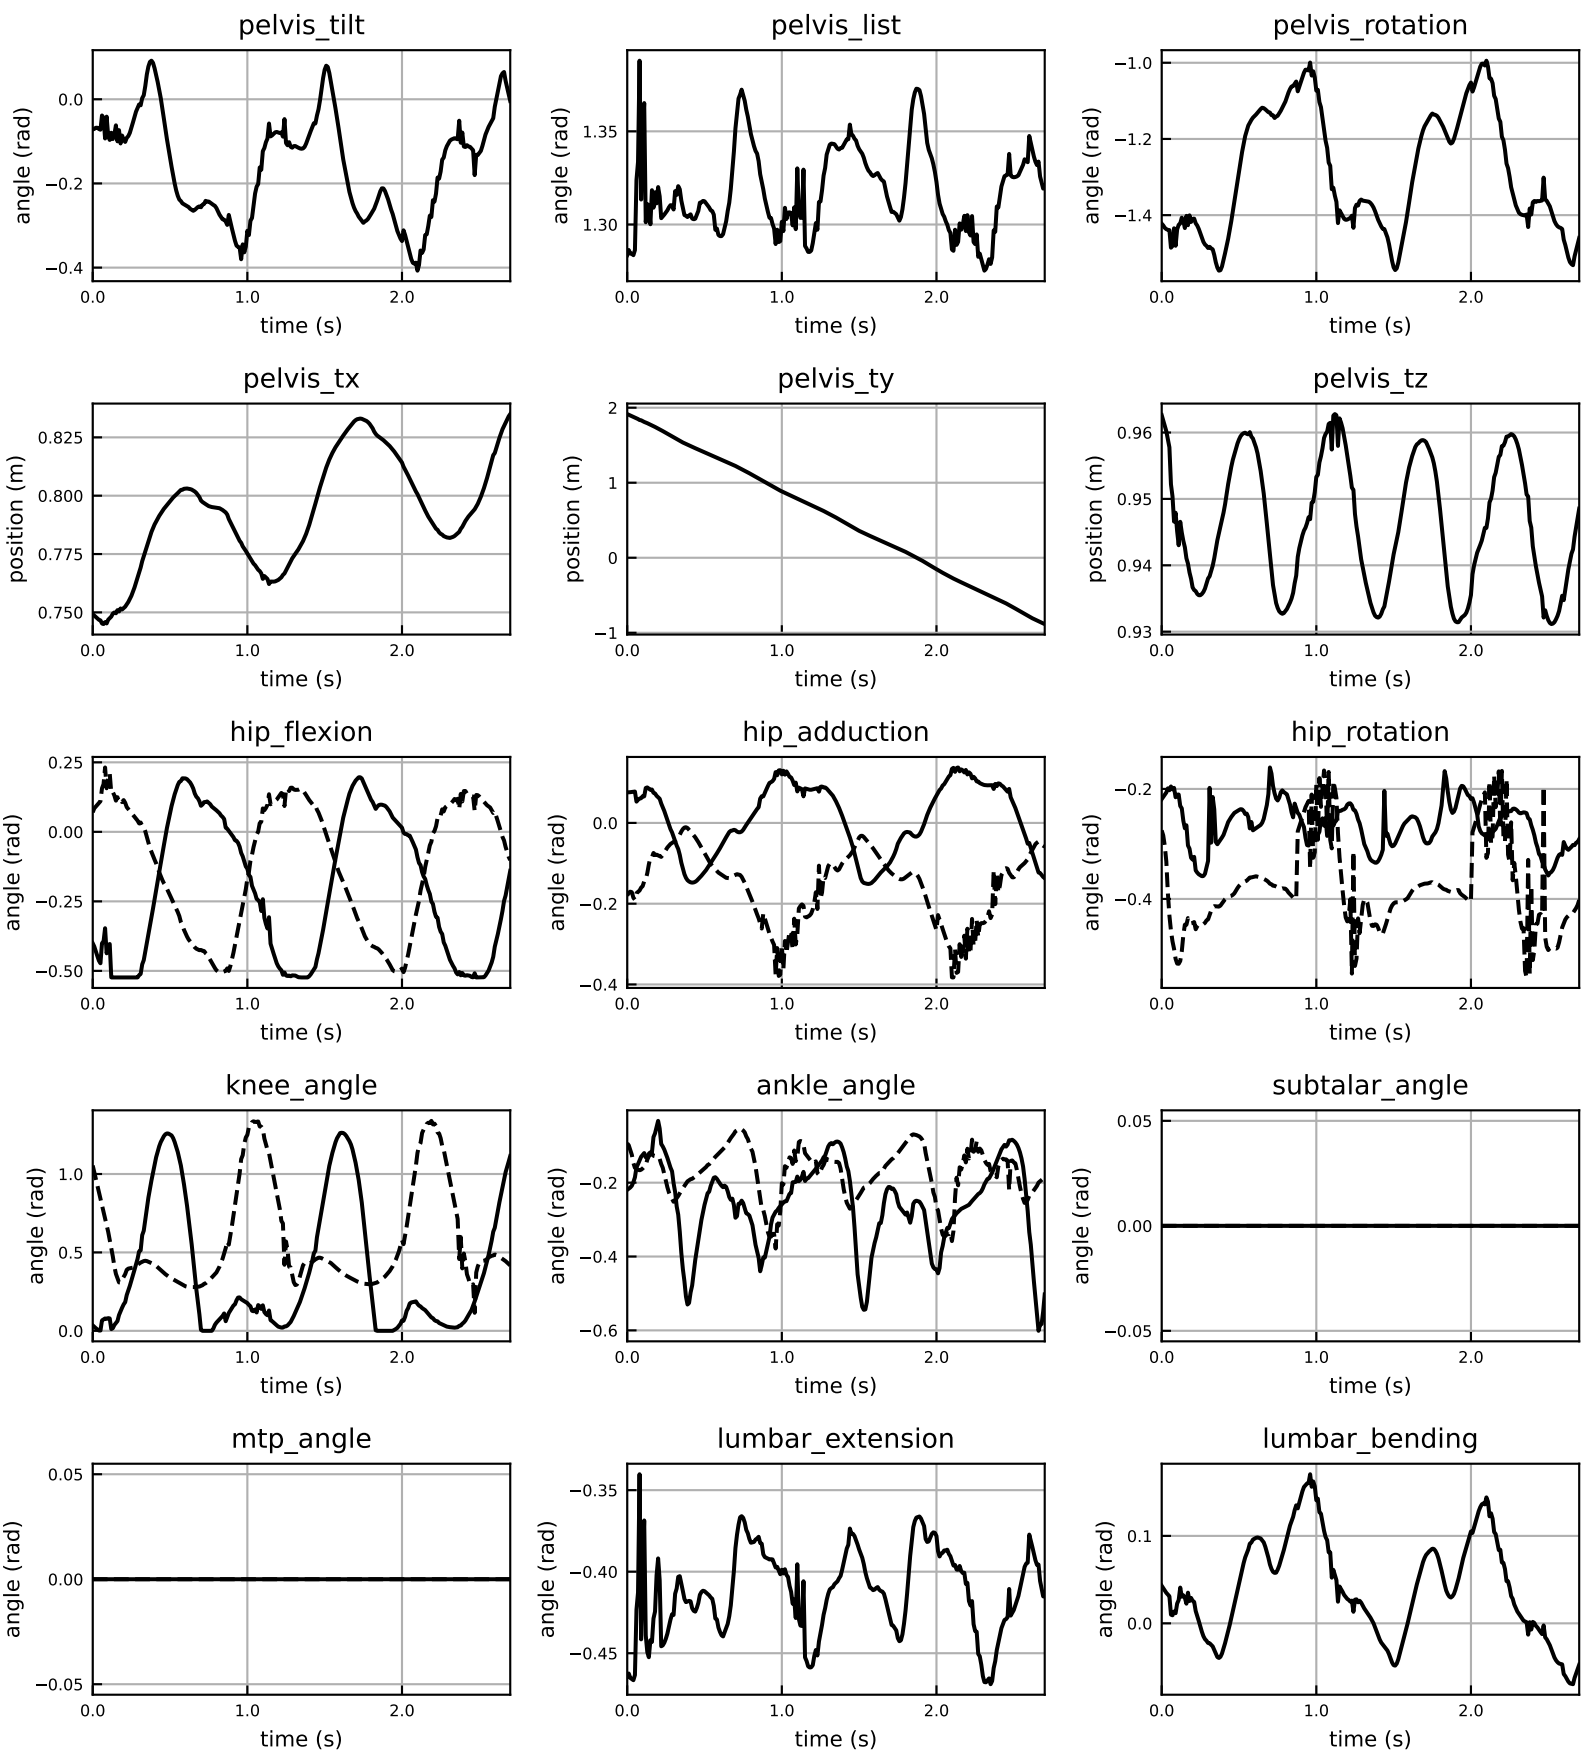 pelvis_tilt pelvis_list pelvis_rotation
angle (rad) angle (rad) angle (rad)
0.0 −0.2 −0.4
1.35 1.30
−1.0 −1.2 −1.4
0.0 1.0 2.0 0.0 1.0 2.0 0.0 1.0 2.0
time (s) time (s) time (s)
pelvis_tx pelvis_ty pelvis_tz
position (m) position (m) position (m)
0.825 0.800 0.775 0.750
2 1 0 −1
0.96 0.95 0.94 0.93
0.0 1.0 2.0 0.0 1.0 2.0 0.0 1.0 2.0
time (s) time (s) time (s)
hip_flexion hip_adduction hip_rotation
angle (rad) angle (rad) angle (rad)
0.25 0.00 −0.25 −0.50
0.0 −0.2 −0.4
−0.2 −0.4
0.0 1.0 2.0 0.0 1.0 2.0 0.0 1.0 2.0
time (s) time (s) time (s)
knee_angle ankle_angle subtalar_angle
angle (rad) angle (rad) angle (rad)
1.0 0.5 0.0
−0.2 −0.4 −0.6
0.05 0.00 −0.05
0.0 1.0 2.0 0.0 1.0 2.0 0.0 1.0 2.0
time (s) time (s) time (s)
mtp_angle lumbar_extension lumbar_bending
angle (rad) angle (rad) angle (rad)
0.05 0.00 −0.05
−0.35 −0.40 −0.45
0.1 0.0
0.0 1.0 2.0 0.0 1.0 2.0 0.0 1.0 2.0
time (s) time (s) time (s)